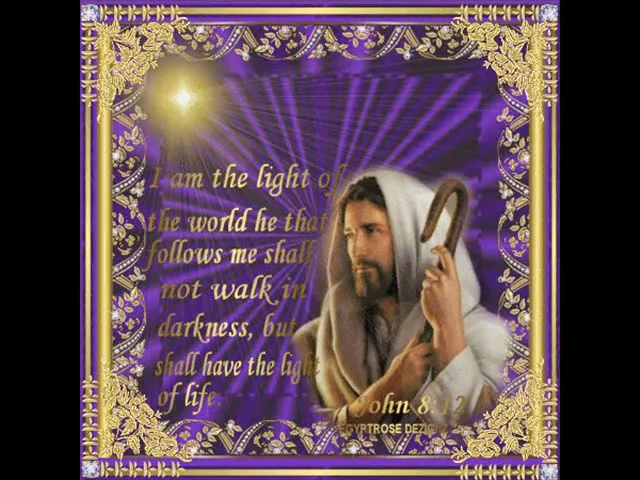 I am the light of
the world he that
follows me shall
not walk in
darkness, but
shall have the light
of life.
John 8:12
EGYPTROSE